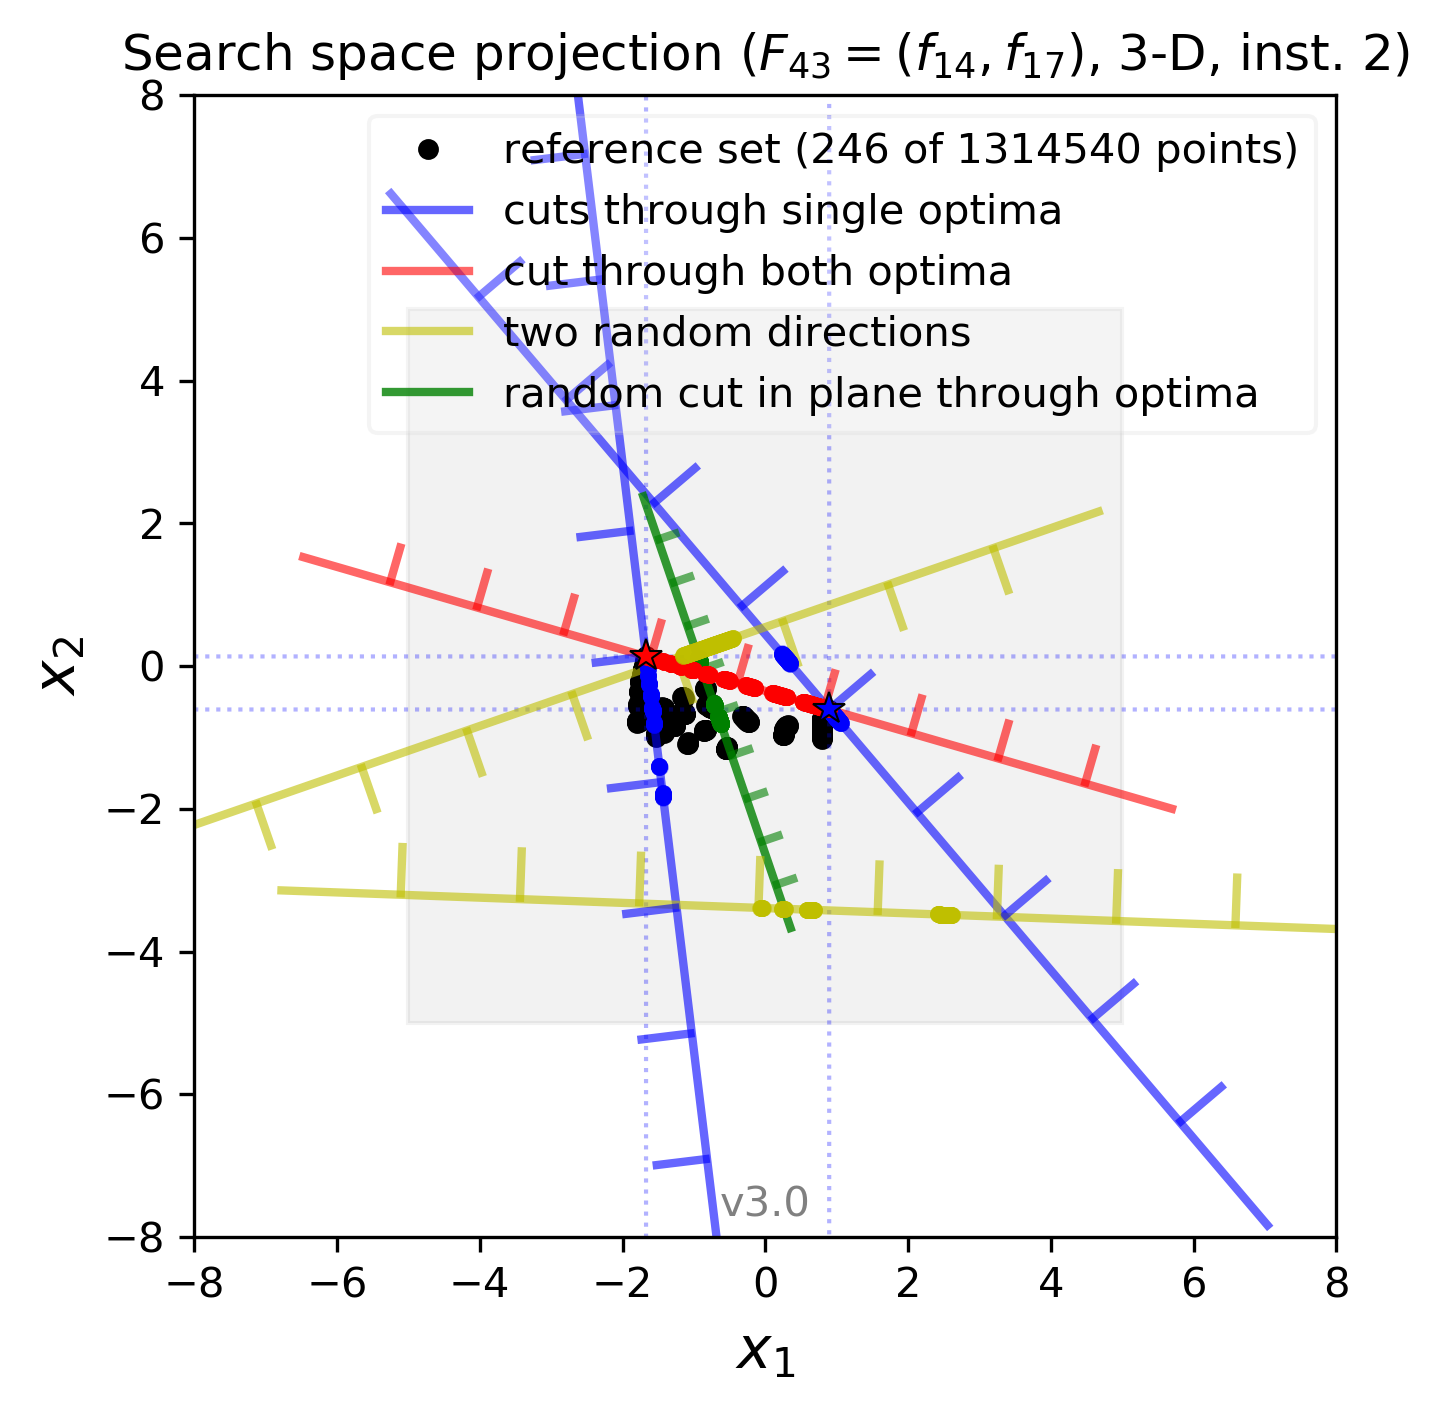 Search space projection (F43 = (f14, f17), 3-D, inst. 2)
reference set (246 of 1314540 points)
cuts through single optima
cut through both optima
two random directions
random cut in plane through optima
8
6
4
2
0
−2
−4
−6
−8
x2
v3.0
−8 −6 −4 −2 0 2 4 6 8
x1